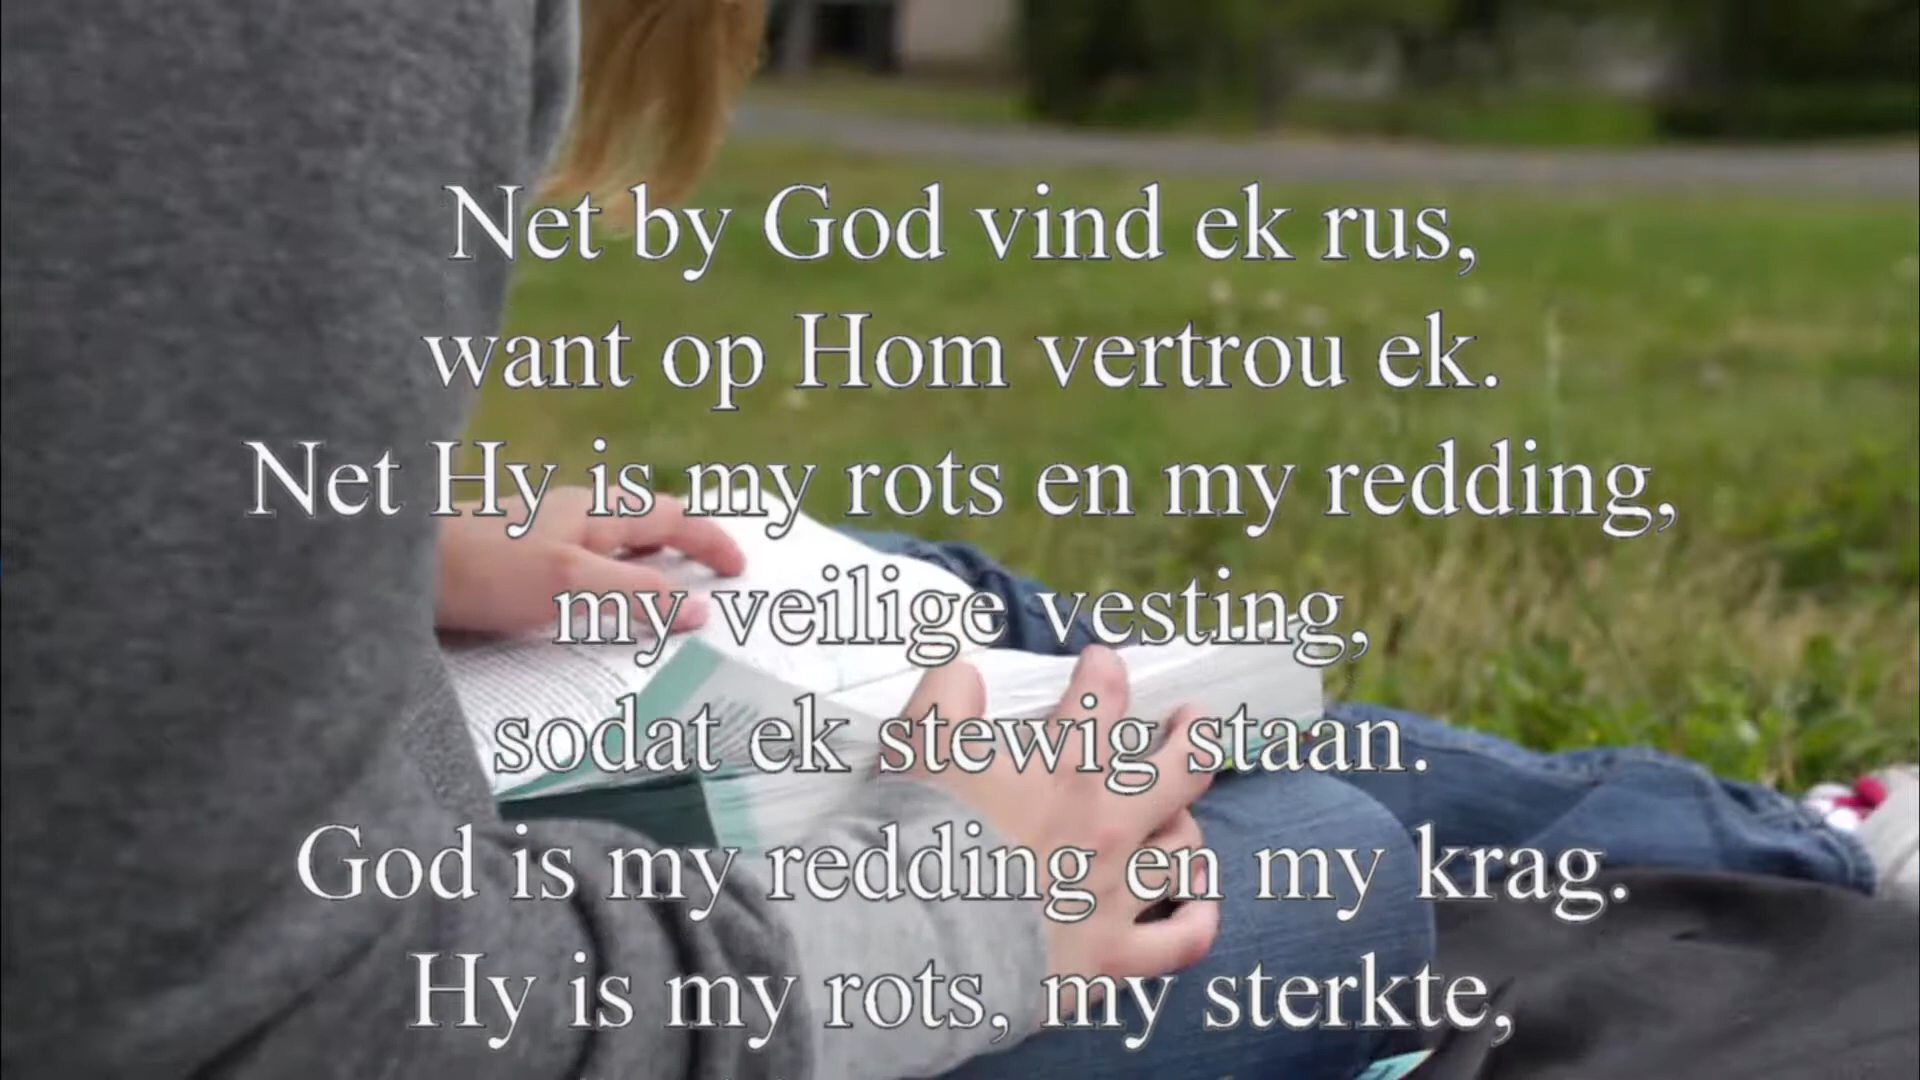 Net by God vind ek rus,
want op Hom vertrou ek.
Net Hy is my rots en my redding,
my veilige vesting,
sodat ek stewig staan.
God is my redding en my krag.
Hy is my rots, my sterkte,